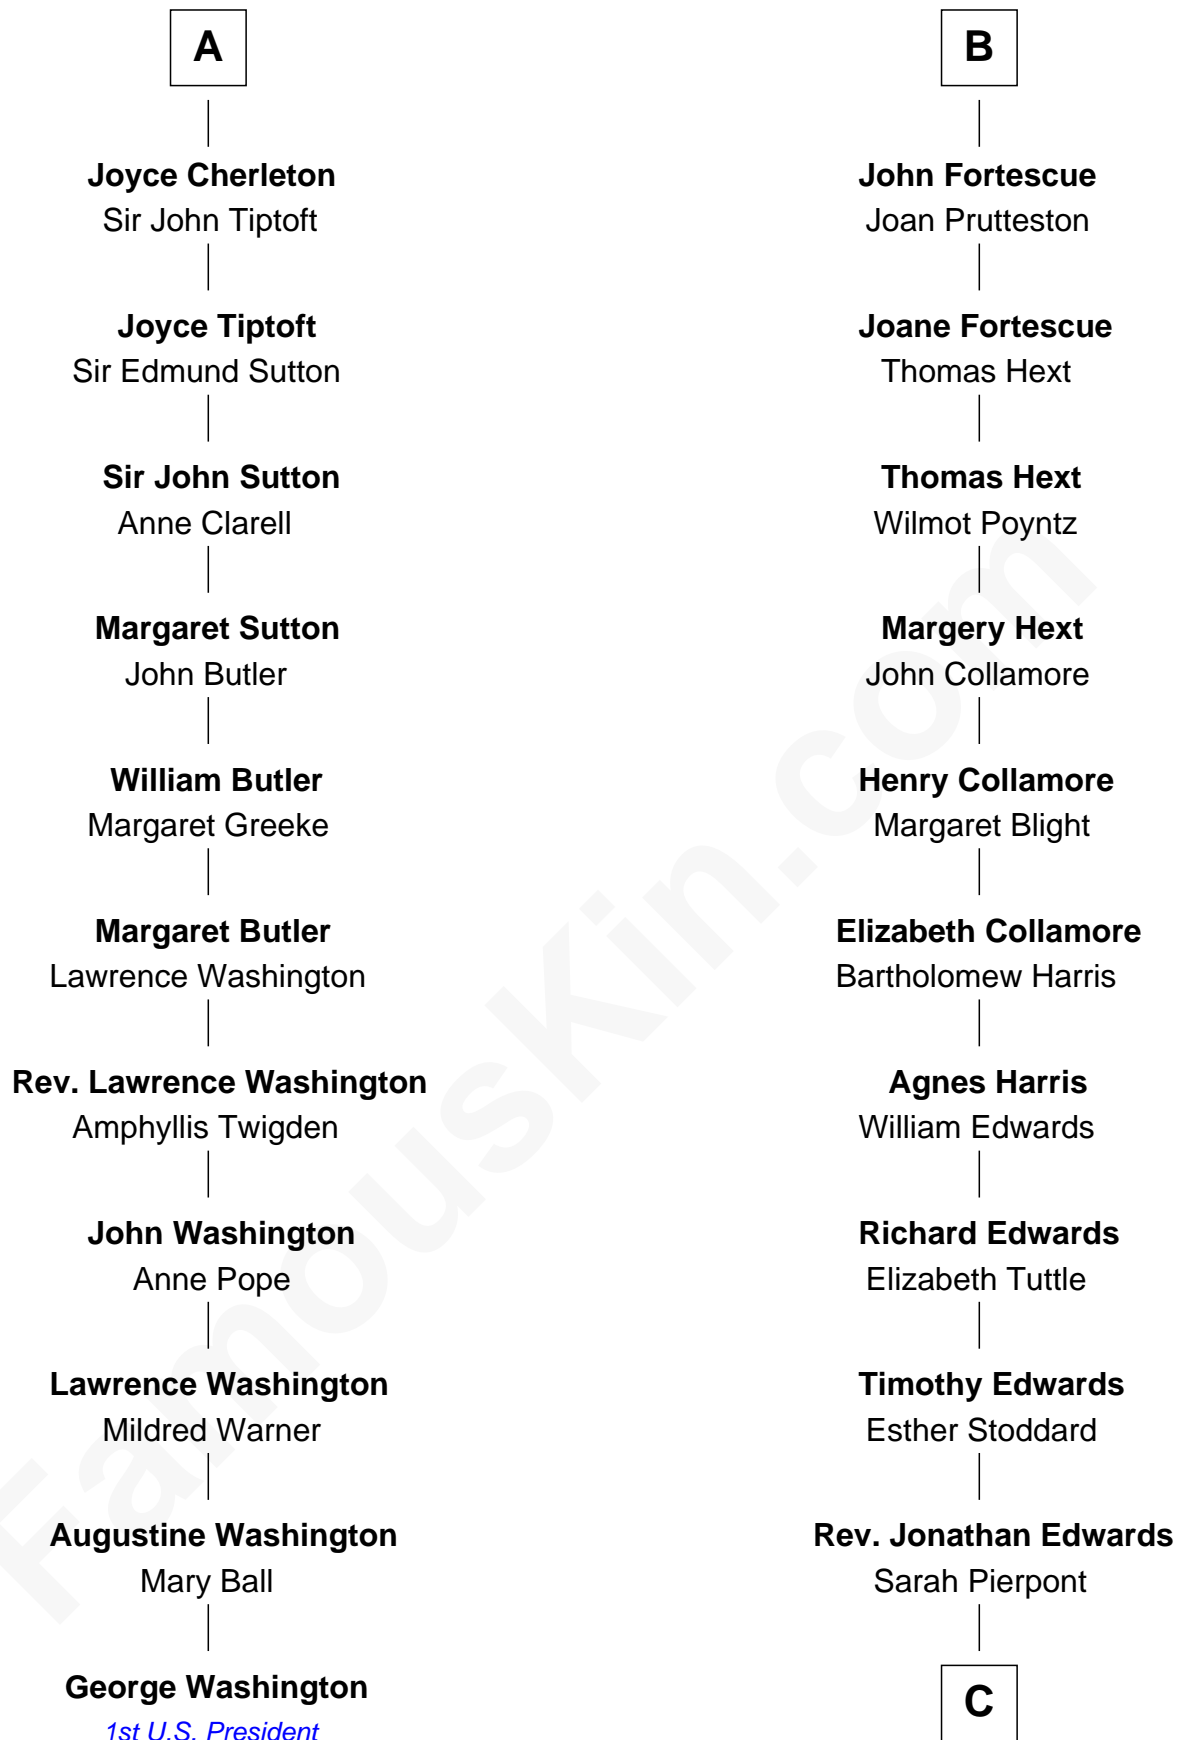 A
Joyce Cherleton
Sir John Tiptoft
Joyce Tiptoft
Sir Edmund Sutton
Sir John Sutton
Anne Clarell
Margaret Sutton
John Butler
William Butler
Margaret Greeke
Margaret Butler
Lawrence Washington
Rev. Lawrence Washington
Amphyllis Twigden
John Washington
Anne Pope
Lawrence Washington
Mildred Warner
Augustine Washington
Mary Ball
George Washington
1st U.S. President
B
John Fortescue
Joan Prutteston
Joane Fortescue
Thomas Hext
Thomas Hext
Wilmot Poyntz
Margery Hext
John Collamore
Henry Collamore
Margaret Blight
Elizabeth Collamore
Bartholomew Harris
Agnes Harris
William Edwards
Richard Edwards
Elizabeth Tuttle
Timothy Edwards
Esther Stoddard
Rev. Jonathan Edwards
Sarah Pierpont
C
FamousKin.com